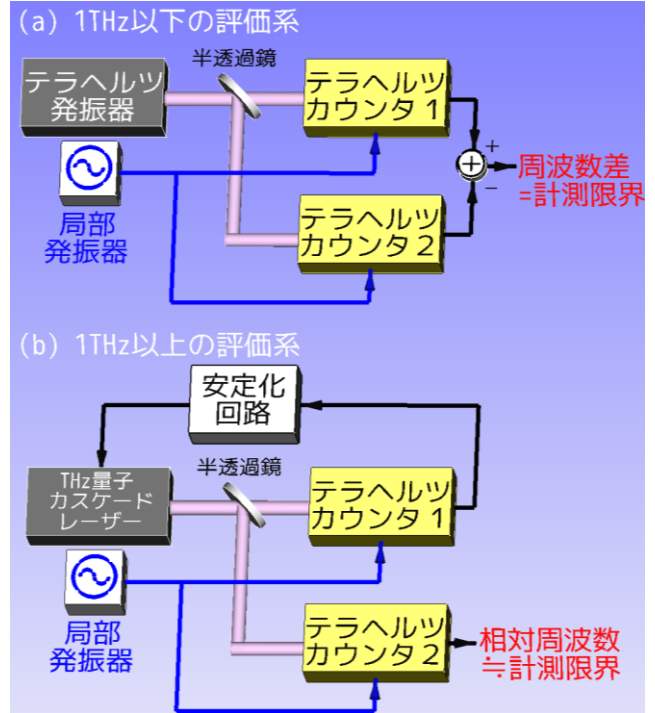 (a) 1THz以下の評価系
半透過鏡
テラヘルツ
発振器
テラヘルツ
カウンタ1
局部
発振器
テラヘルツ
カウンタ2
+
+
−
周波数差
=計測限界
(b) 1THz以上の評価系
安定化
回路
半透過鏡
THz量子
カスケード
レーザー
テラヘルツ
カウンタ1
局部
発振器
テラヘルツ
カウンタ2
相対周波数
≒計測限界